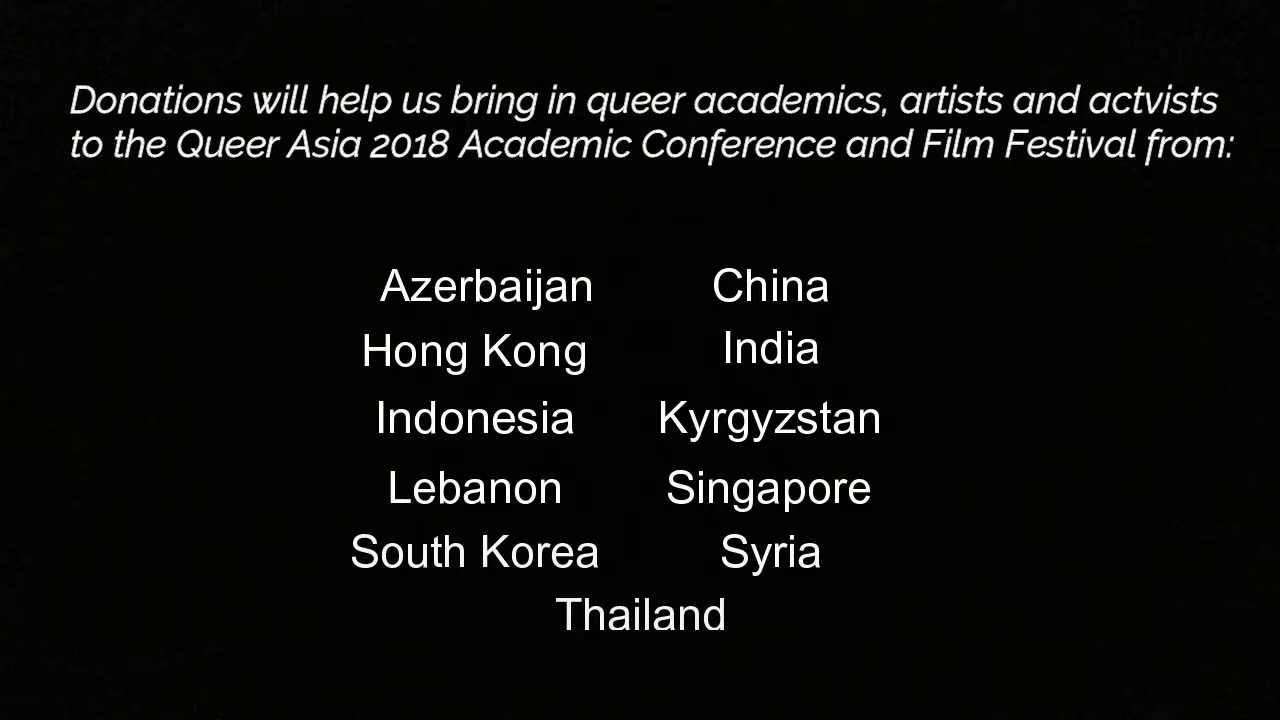 Donations will help us bring in queer academics, artists and actvists
to the Queer Asia 2018 Academic Conference and Film Festival from:
Azerbaijan China
Hong Kong India
Indonesia Kyrgyzstan
Lebanon Singapore
South Korea Syria
Thailand